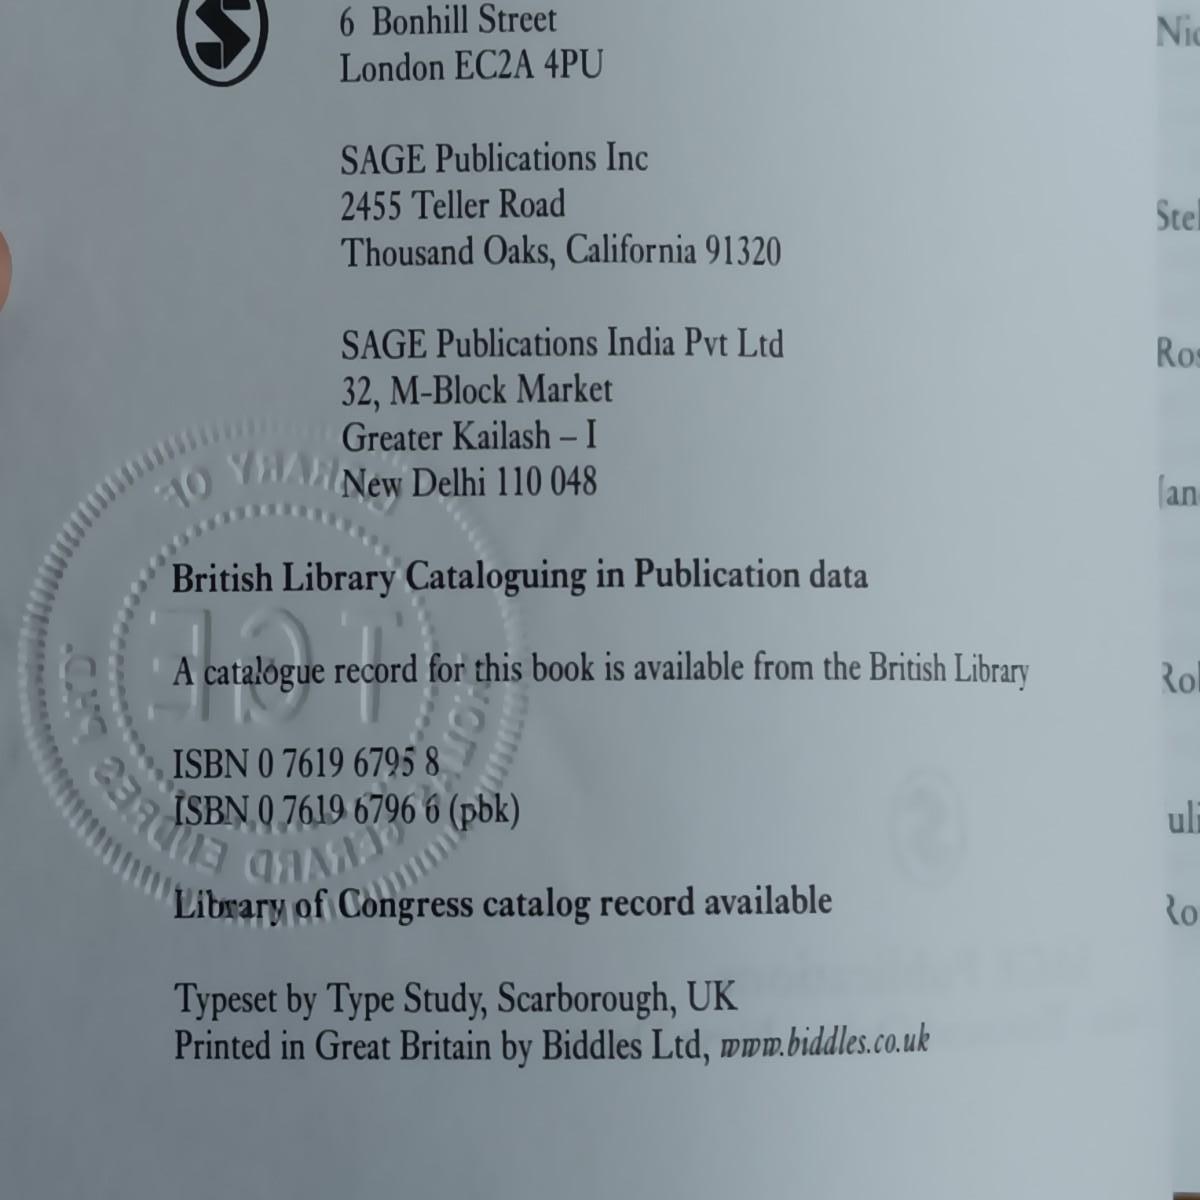 6 Bonhill Street
London EC2A 4PU
SAGE Publications Inc
2455 Teller Road
Thousand Oaks, California 91320
SAGE Publications India Pvt Ltd
32, M-Block Market
Greater Kailash – I
New Delhi 110 048
British Library Cataloguing in Publication data
A catalogue record for this book is available from the British Library
ISBN 0 7619 6795 8
ISBN 0 7619 6796 6 (pbk)
Library of Congress catalog record available
Typeset by Type Study, Scarborough, UK
Printed in Great Britain by Biddles Ltd, www.biddles.co.uk
LIBRARY OF
TGE